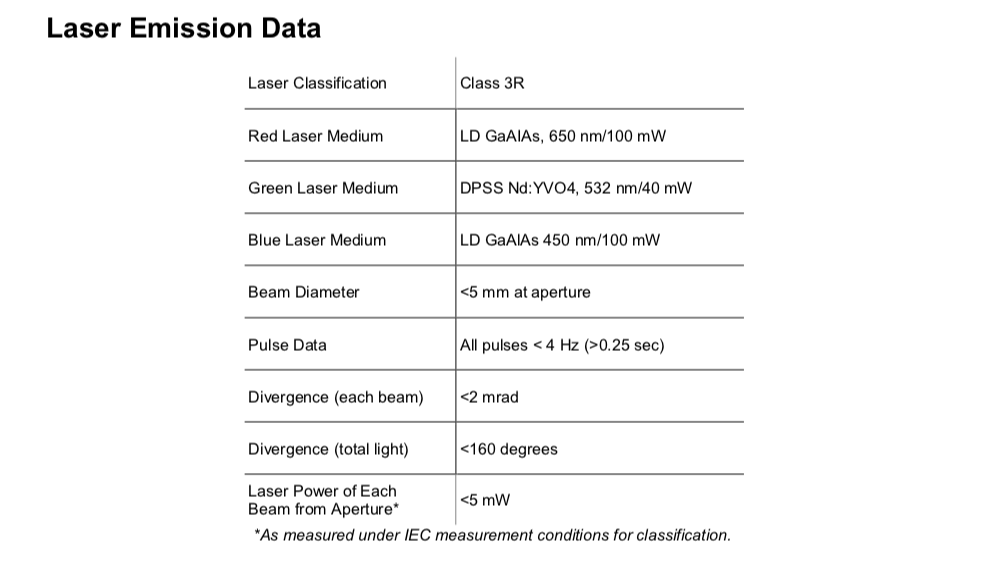 Laser Emission Data
Laser Classification Class 3R
Red Laser Medium LD GaAlAs, 650 nm/100 mW
Green Laser Medium DPSS Nd:YVO4, 532 nm/40 mW
Blue Laser Medium LD GaAlAs 450 nm/100 mW
Beam Diameter <5 mm at aperture
Pulse Data All pulses < 4 Hz (>0.25 sec)
Divergence (each beam) <2 mrad
Divergence (total light) <160 degrees
Laser Power of Each
Beam from Aperture* <5 mW
*As measured under IEC measurement conditions for classification.